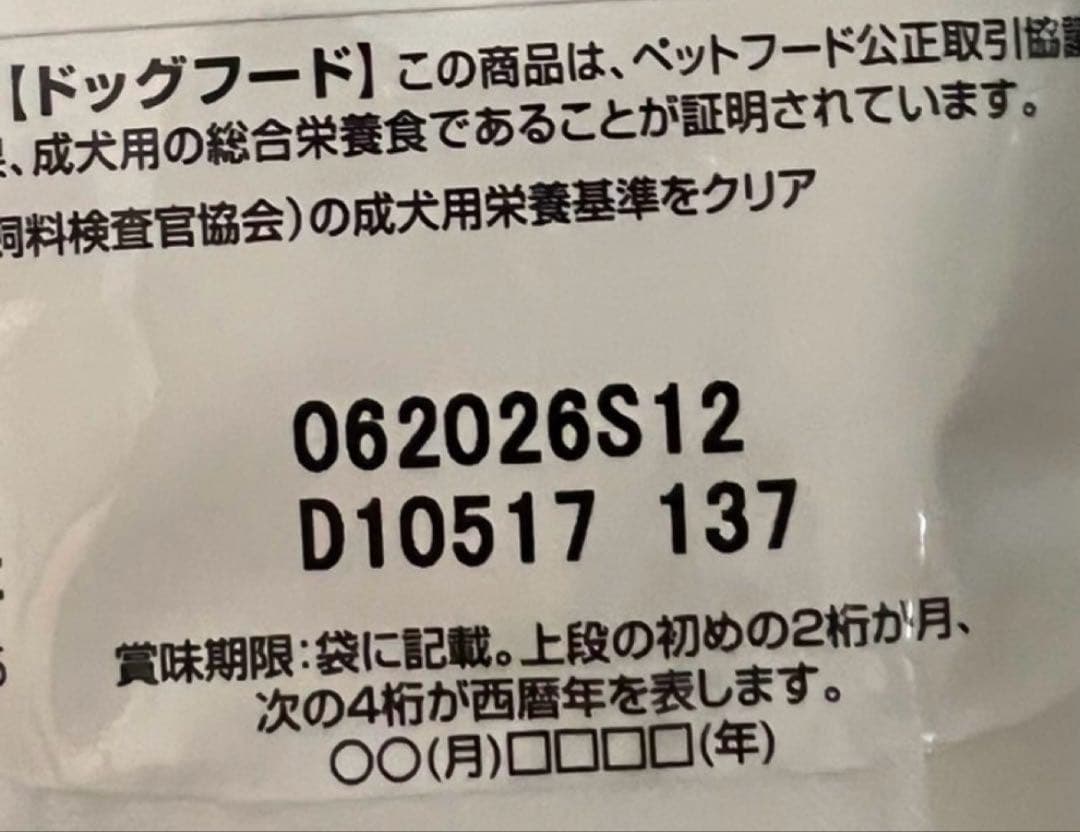 【ドッグフード】この商品は、ペットフード公正取引協
、成犬用の総合栄養食であることが証明されています。
飼料検査官協会)の成犬用栄養基準をクリア
062026S12
D10517 137
賞味期限:袋に記載。上段の初めの2桁が月、
次の4桁が西暦年を表します。
○○(月)□□□□(年)